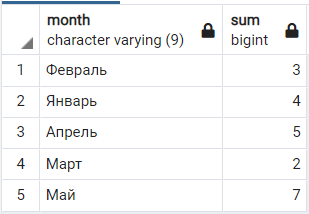 month sum
character varying (9) bigint
1 Февраль 3
2 Январь 4
3 Апрель 5
4 Март 2
5 Май 7